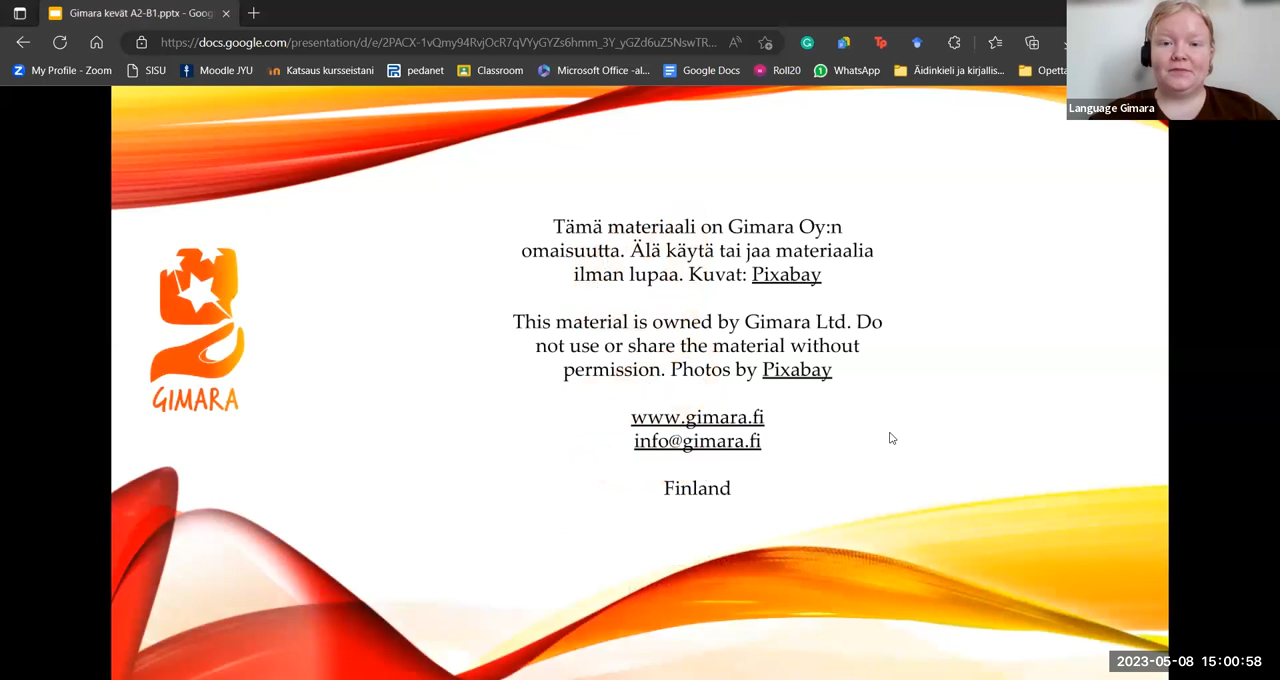 Gimara kevät A2-B1.pptx - Goog
https://docs.google.com/presentation/d/e/2PACX-1vQmy94RvjOcR7qVYyGYZs6hmm_3Y_yGZd6uZ5NswTR...
My Profile - Zoom SISU Moodle JYU Katsaus kursseistani pedanet Classroom Microsoft Office -al... Google Docs Roll20 WhatsApp Äidinkieli ja kirjallis... Opetta
Language Gimara
Tämä materiaali on Gimara Oy:n
omaisuutta. Älä käytä tai jaa materiaalia
ilman lupaa. Kuvat: Pixabay
This material is owned by Gimara Ltd. Do
not use or share the material without
permission. Photos by Pixabay
www.gimara.fi
info@gimara.fi
Finland
GIMARA
2023-05-08 15:00:58